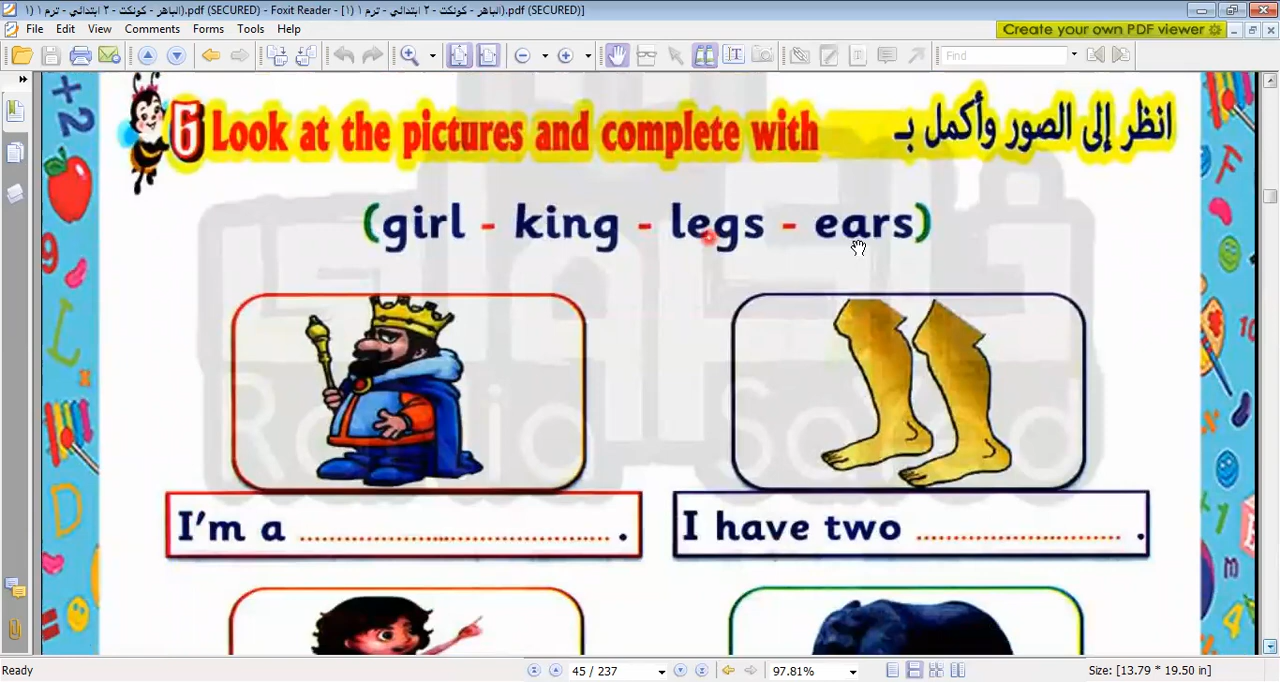 الباهر - كونكت - ٢ ابتدائي - ترم ١ (١).pdf (SECURED) - Foxit Reader - [الباهر - كونكت - ٢ ابتدائي - ترم ١ (١).pdf (SECURED)]
File Edit View Comments Forms Tools Help
Create your own PDF viewer
Find
6 Look at the pictures and complete with انظر إلى الصور وأكمل بـ
(girl - king - legs - ears)
I'm a ........................................ .
I have two ........................... .
Ready
45 / 237
97.81%
Size: [13.79 * 19.50 in]